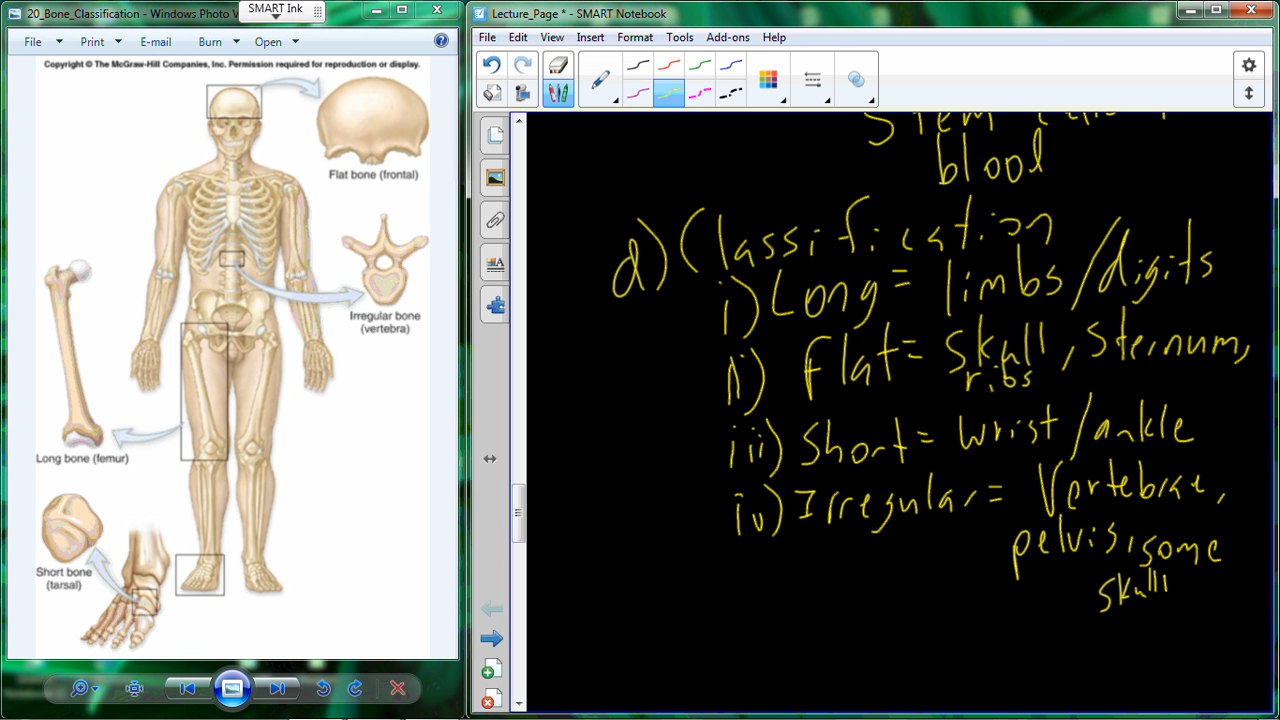 20_Bone_Classification - Windows Photo V
SMART Ink
File Print E-mail Burn Open
Copyright © The McGraw-Hill Companies, Inc. Permission required for reproduction or display.
Flat bone (frontal)
Irregular bone
(vertebra)
Long bone (femur)
Short bone
(tarsal)
Lecture_Page * - SMART Notebook
File Edit View Insert Format Tools Add-ons Help
Stem
blood
d) Classification
i) Long = limbs/digits
ii) Flat = skull, sternum,
ribs
iii) Short = wrist/ankle
iv) Irregular = Vertebrae,
pelvis, some
skull